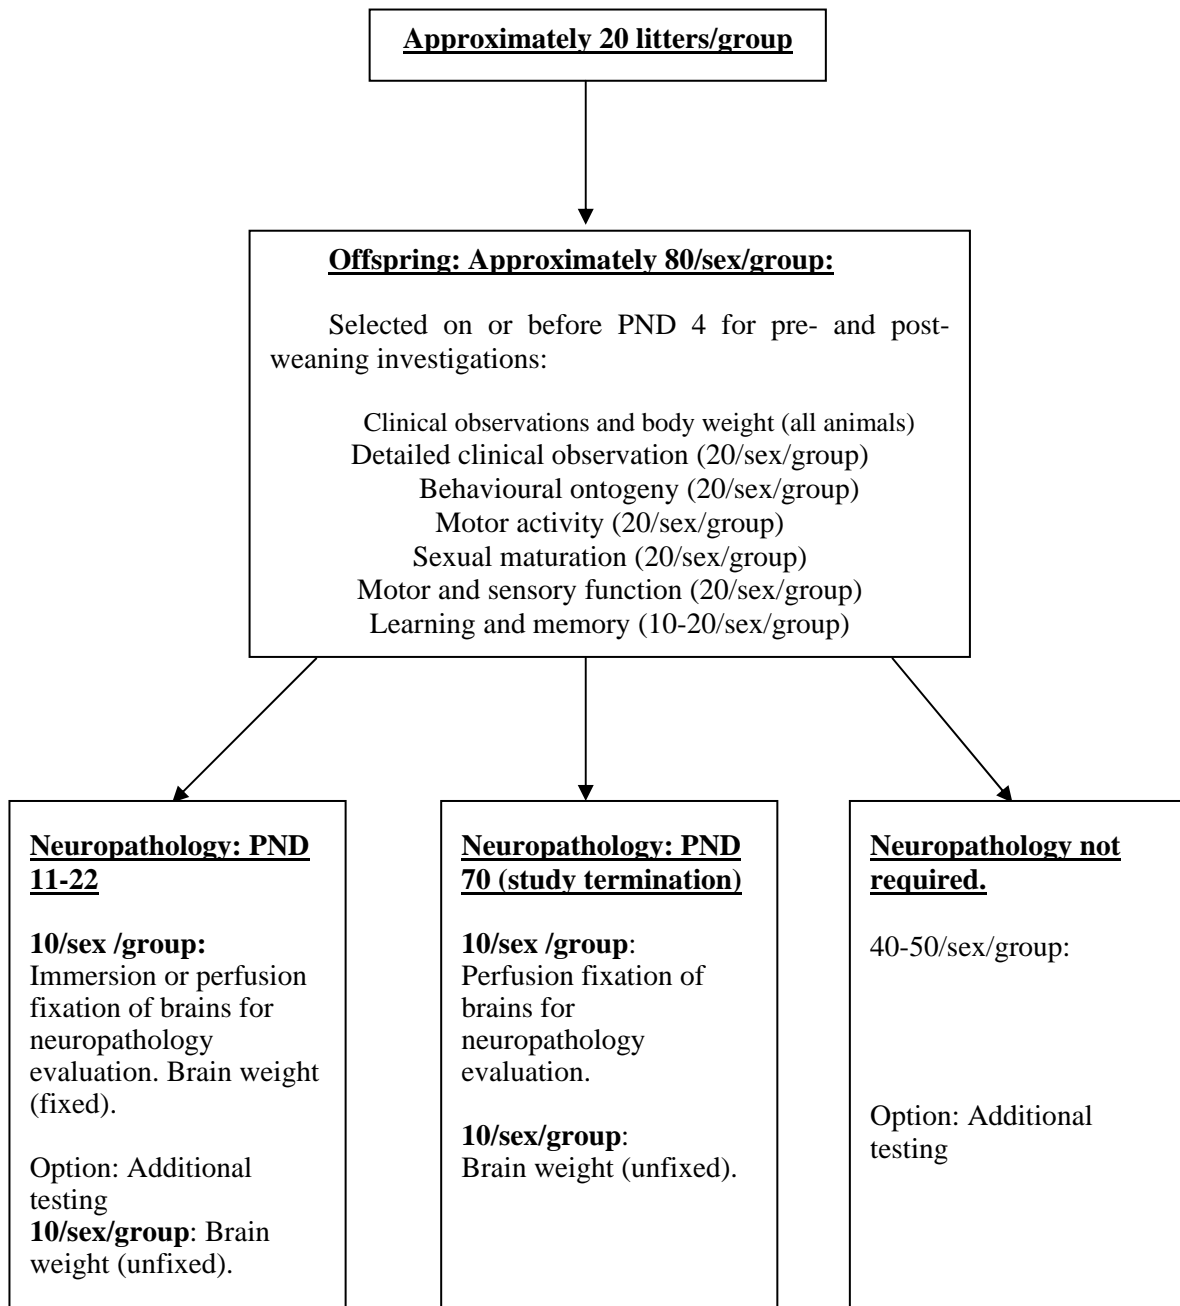 Approximately 20 litters/group
Offspring: Approximately 80/sex/group:
Selected on or before PND 4 for pre- and post-
weaning investigations:
Clinical observations and body weight (all animals)
Detailed clinical observation (20/sex/group)
Behavioural ontogeny (20/sex/group)
Motor activity (20/sex/group)
Sexual maturation (20/sex/group)
Motor and sensory function (20/sex/group)
Learning and memory (10-20/sex/group)
Neuropathology: PND
11-22
10/sex /group:
Immersion or perfusion
fixation of brains for
neuropathology
evaluation. Brain weight
(fixed).
Option: Additional
testing
10/sex/group: Brain
weight (unfixed).
Neuropathology: PND
70 (study termination)
10/sex /group:
Perfusion fixation of
brains for
neuropathology
evaluation.
10/sex/group:
Brain weight (unfixed).
Neuropathology not
required.
40-50/sex/group:
Option: Additional
testing